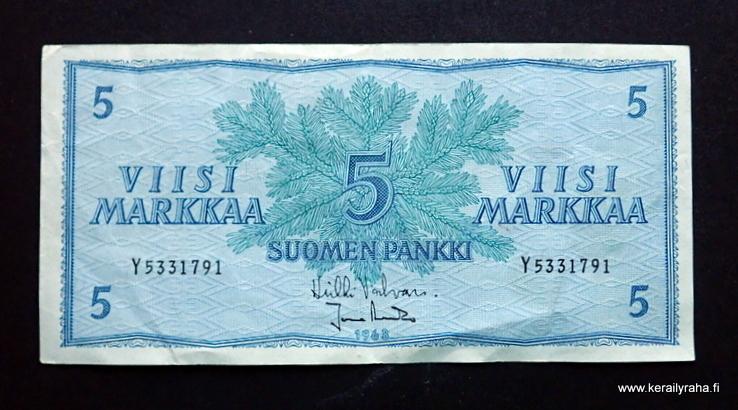 5 5
VIISI 5 VIISI
MARKKAA MARKKAA
SUOMEN PANKKI
Y5331791 Y5331791
5 5
1963
www.kerailyraha.fi